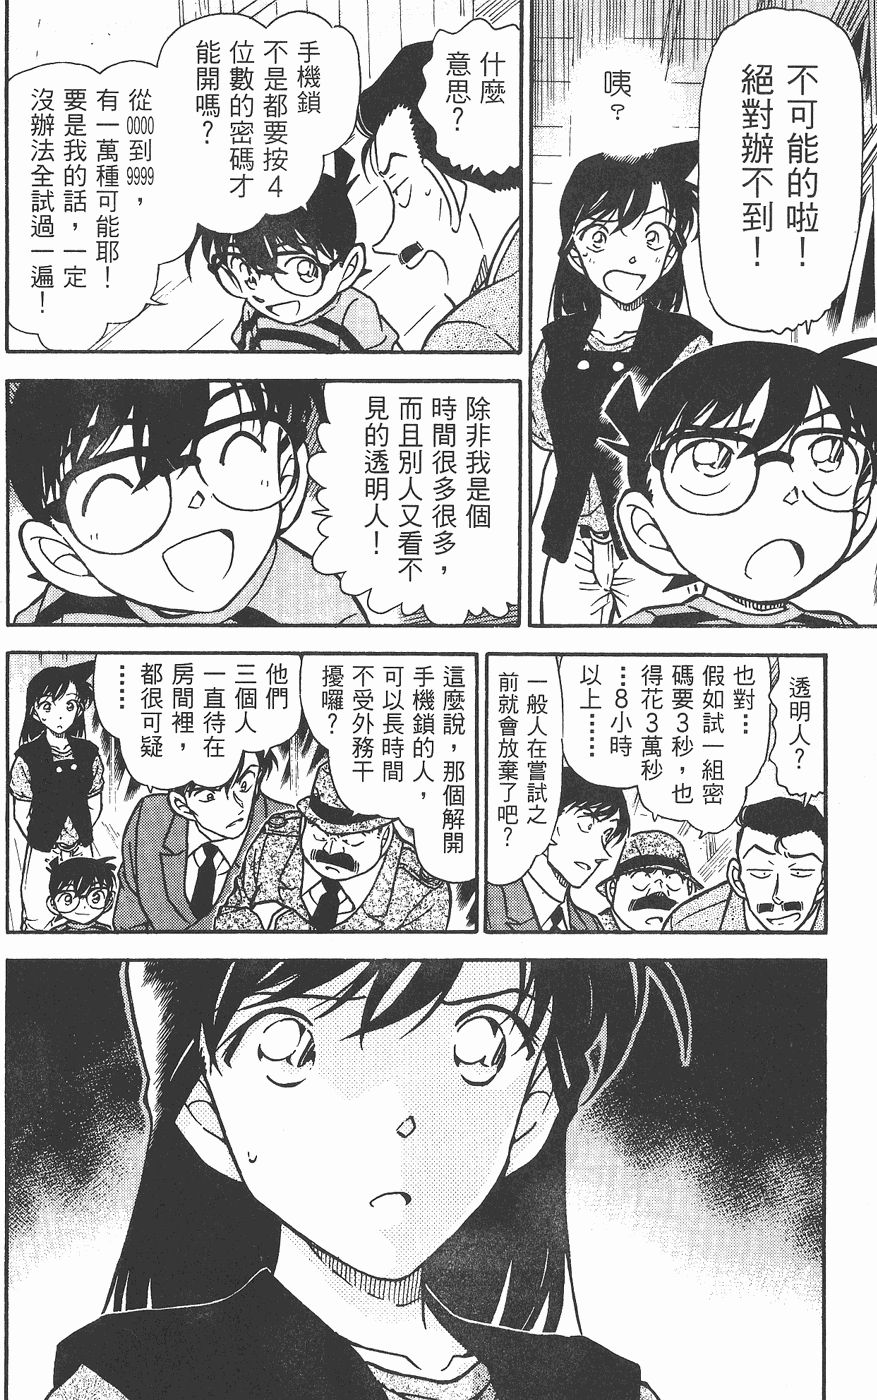 不可能的啦！
絕對辦不到！
咦？
什麼
意思？
手機鎖
不是都要按４
位數的密碼才
能開嗎？
從0000到9999，
有一萬種可能耶！
要是我的話，一定
沒辦法全試過一遍！
除非我是個
時間很多很多，
而且別人又看不
見的透明人！
透明人？
也對…
假如試一組密
碼要３秒，也
得花３萬秒
…８小時
以上……
一般人在嘗試之
前就會放棄了吧？
這麼說，那個解開
手機鎖的人，
可以長時間
不受外務干
擾囉？
他們
三個人
一直待在
房間裡，
都很可疑
……